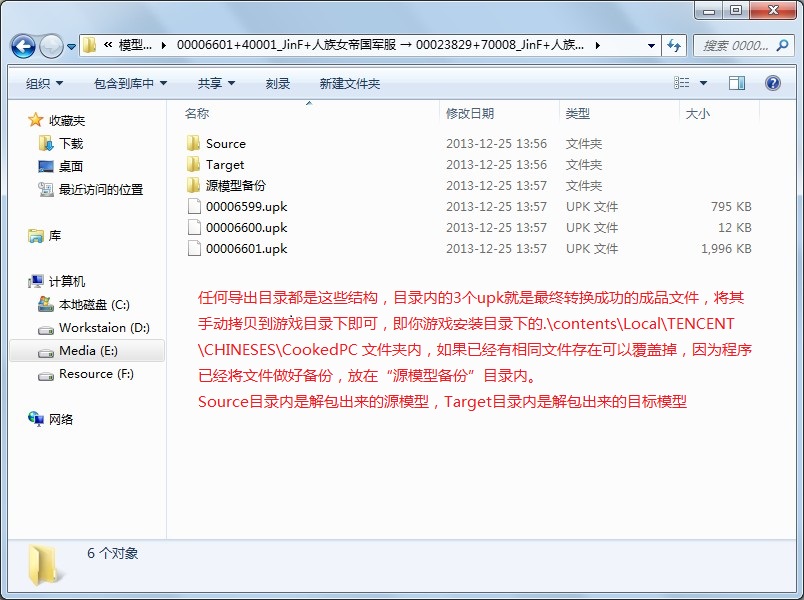 模型... 00006601+40001_JinF+人族女帝国军服 → 00023829+70008_JinF+人族... 搜索 0000...
组织 包含到库中 共享 刻录 新建文件夹
名称 修改日期 类型 大小
收藏夹
下载
桌面
最近访问的位置
库
计算机
本地磁盘 (C:)
Workstaion (D:)
Media (E:)
Resource (F:)
网络
Source 2013-12-25 13:56 文件夹
Target 2013-12-25 13:56 文件夹
源模型备份 2013-12-25 13:57 文件夹
00006599.upk 2013-12-25 13:57 UPK 文件 795 KB
00006600.upk 2013-12-25 13:57 UPK 文件 12 KB
00006601.upk 2013-12-25 13:57 UPK 文件 1,996 KB
任何导出目录都是这些结构，目录内的3个upk就是最终转换成功的成品文件，将其
手动拷贝到游戏目录下即可，即你游戏安装目录下的.\contents\Local\TENCENT
\CHINESES\CookedPC 文件夹内，如果已经有相同文件存在可以覆盖掉，因为程序
已经将文件做好备份，放在“源模型备份”目录内。
Source目录内是解包出来的源模型，Target目录内是解包出来的目标模型
6 个对象